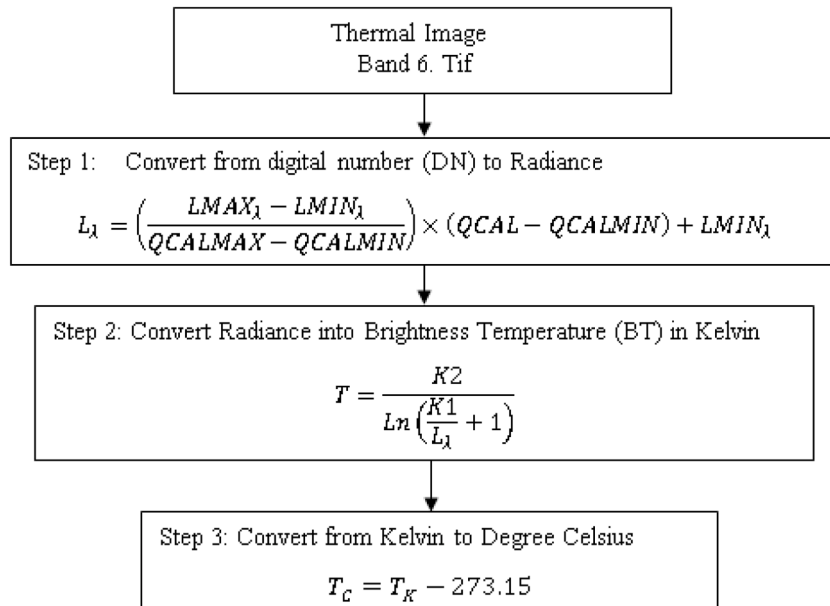 Thermal Image
Band 6. Tif
Step 1: Convert from digital number (DN) to Radiance
L_λ = ((LMAX_λ − LMIN_λ)/(QCALMAX − QCALMIN)) × (QCAL − QCALMIN) + LMIN_λ
Step 2: Convert Radiance into Brightness Temperature (BT) in Kelvin
T = K2/(Ln(K1/L_λ + 1))
Step 3: Convert from Kelvin to Degree Celsius
T_C = T_K − 273.15